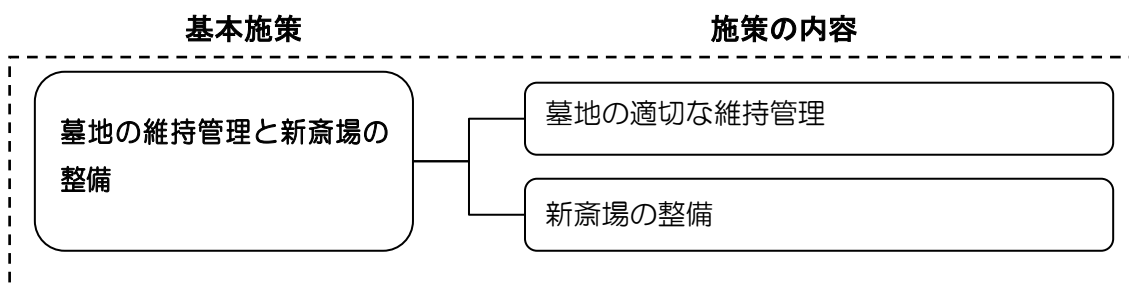 基本施策
施策の内容
墓地の維持管理と新斎場の
整備
墓地の適切な維持管理
新斎場の整備